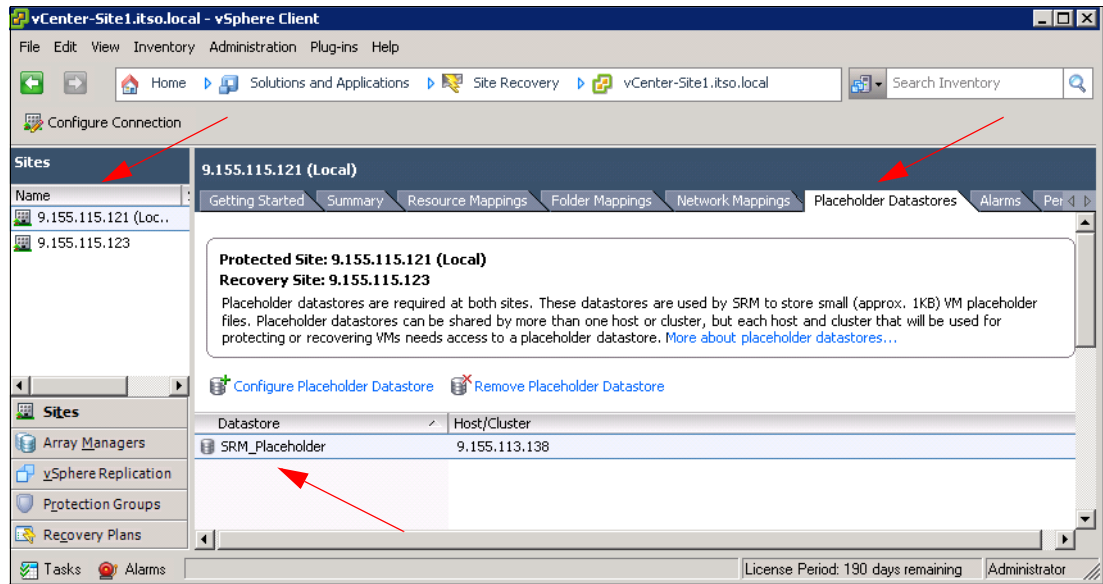 vCenter-Site1.itso.local - vSphere Client
File Edit View Inventory Administration Plug-ins Help
Home Solutions and Applications Site Recovery vCenter-Site1.itso.local Search Inventory
Configure Connection
Sites
Name
9.155.115.121 (Loc..
9.155.115.123
9.155.115.121 (Local)
Getting Started Summary Resource Mappings Folder Mappings Network Mappings Placeholder Datastores Alarms Per
Protected Site: 9.155.115.121 (Local)
Recovery Site: 9.155.115.123
Placeholder datastores are required at both sites. These datastores are used by SRM to store small (approx. 1KB) VM placeholder
files. Placeholder datastores can be shared by more than one host or cluster, but each host and cluster that will be used for
protecting or recovering VMs needs access to a placeholder datastore. More about placeholder datastores...
Configure Placeholder Datastore Remove Placeholder Datastore
Datastore Host/Cluster
SRM_Placeholder 9.155.113.138
Sites
Array Managers
vSphere Replication
Protection Groups
Recovery Plans
Tasks Alarms License Period: 190 days remaining Administrator